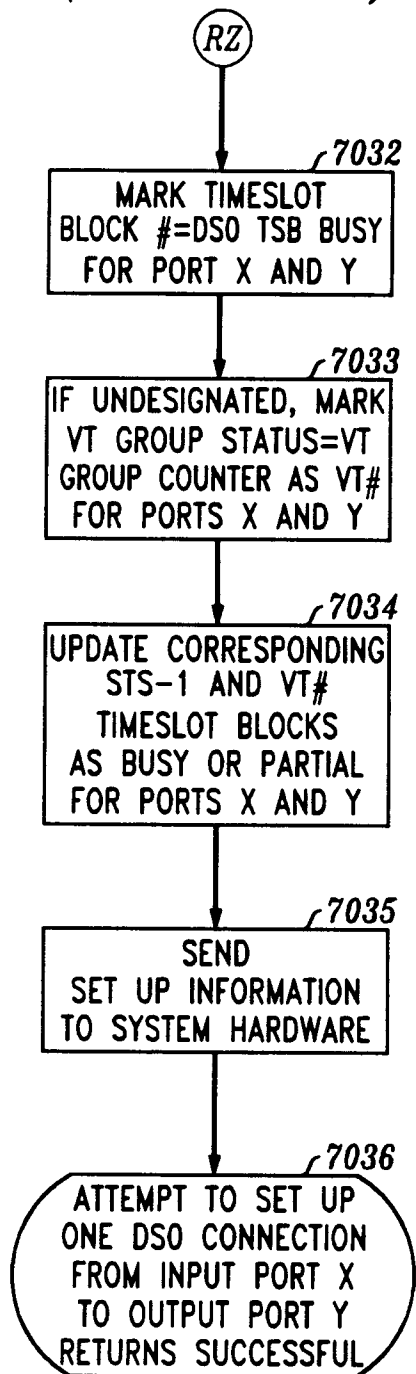 RZ
7032
MARK TIMESLOT
BLOCK #=DS0 TSB BUSY
FOR PORT X AND Y
7033
IF UNDESIGNATED, MARK
VT GROUP STATUS=VT
GROUP COUNTER AS VT#
FOR PORTS X AND Y
7034
UPDATE CORRESPONDING
STS-1 AND VT#
TIMESLOT BLOCKS
AS BUSY OR PARTIAL
FOR PORTS X AND Y
7035
SEND
SET UP INFORMATION
TO SYSTEM HARDWARE
7036
ATTEMPT TO SET UP
ONE DS0 CONNECTION
FROM INPUT PORT X
TO OUTPUT PORT Y
RETURNS SUCCESSFUL